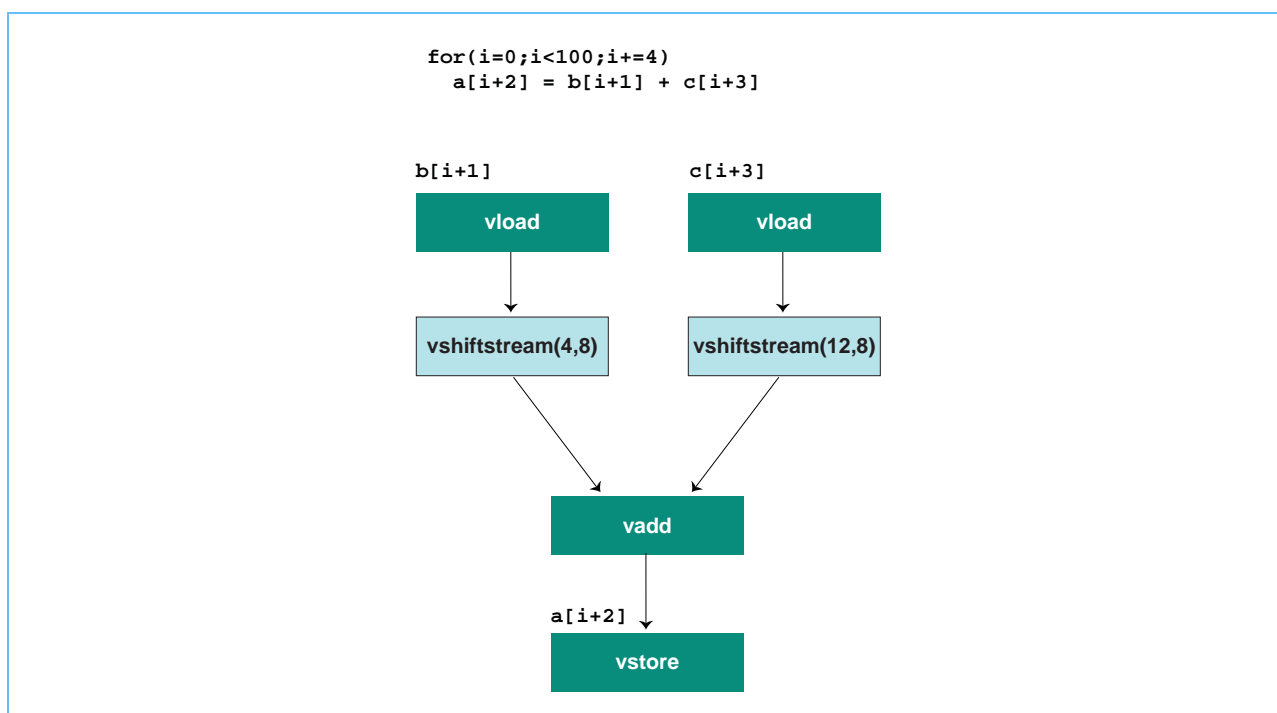 for(i=0;i<100;i+=4)
a[i+2] = b[i+1] + c[i+3]
b[i+1]
c[i+3]
vload
vload
vshiftstream(4,8)
vshiftstream(12,8)
vadd
a[i+2]
vstore